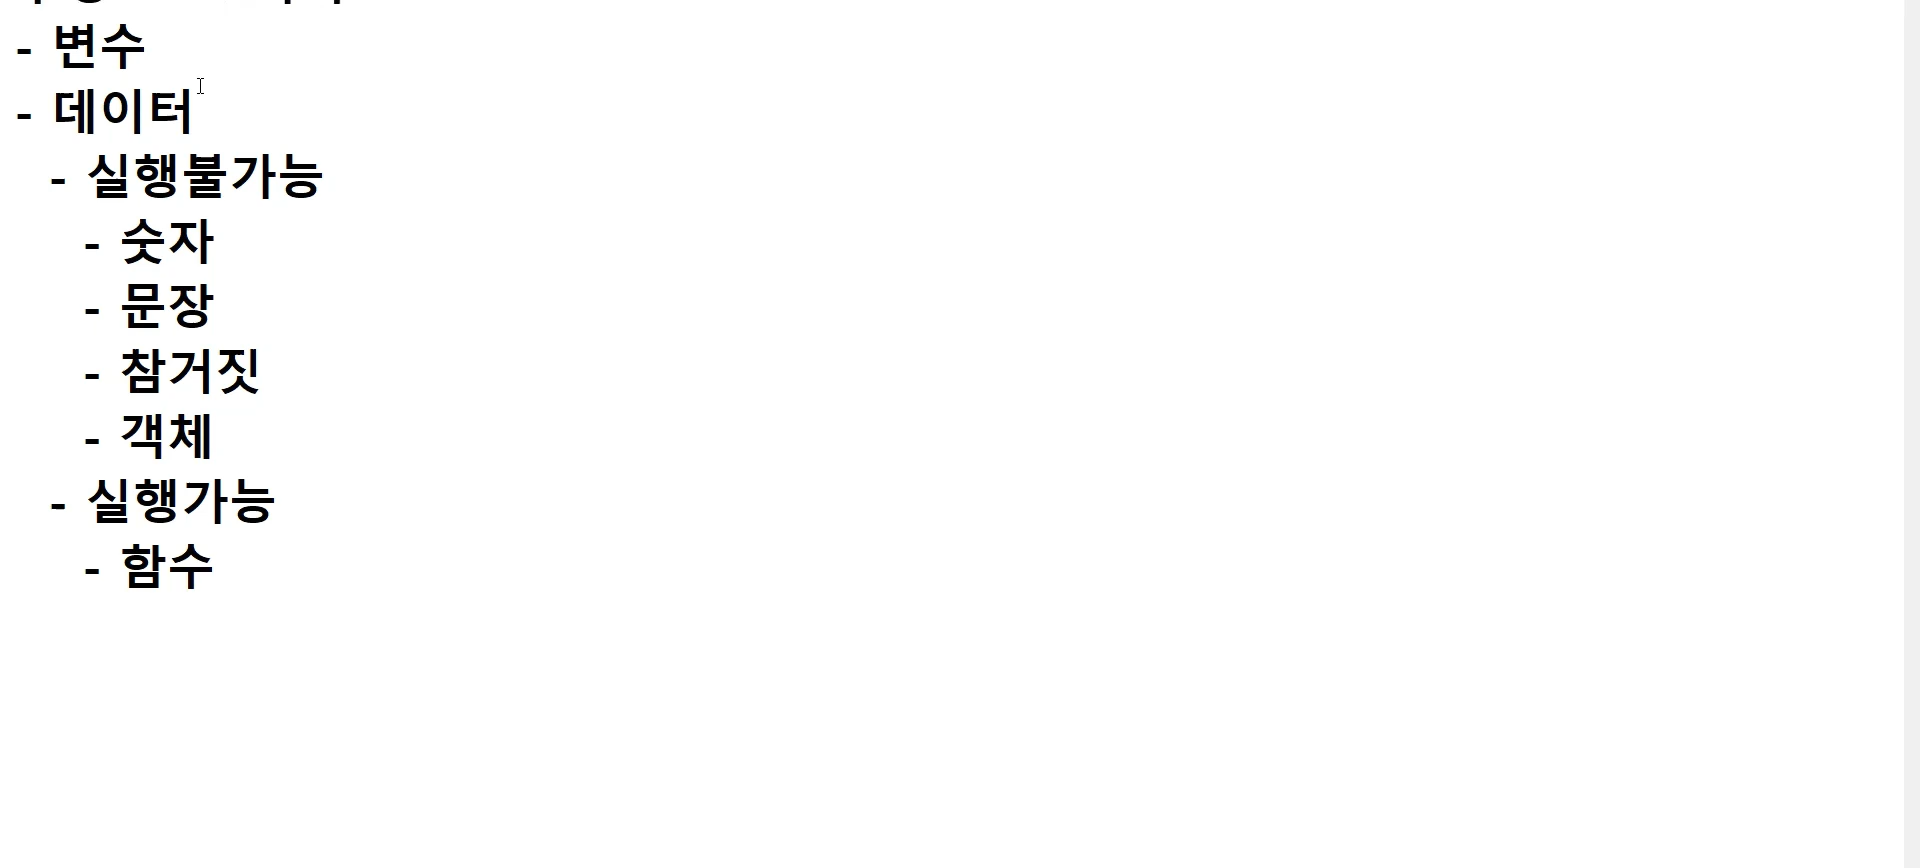 - 변수
- 데이터
- 실행불가능
- 숫자
- 문장
- 참거짓
- 객체
- 실행가능
- 함수